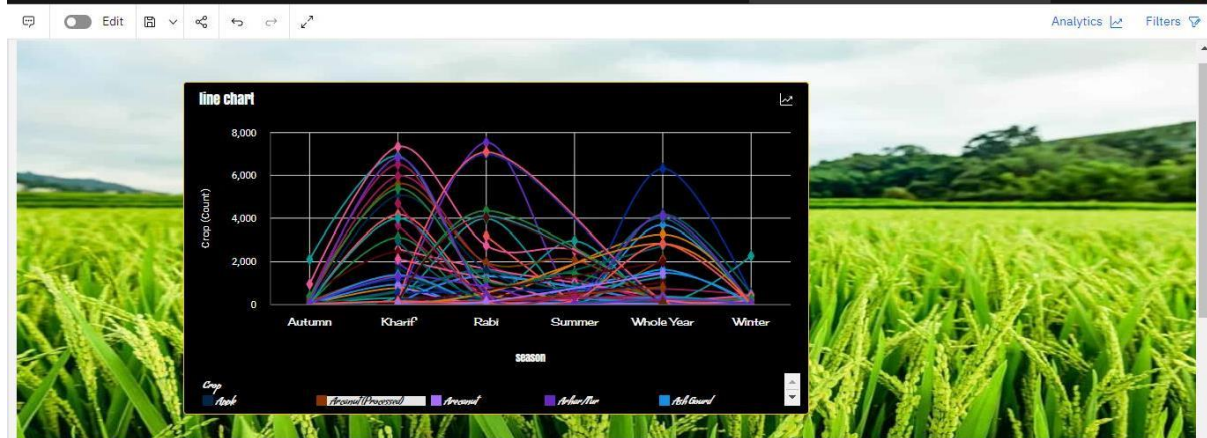 Edit
Analytics Filters
line chart
8,000
6,000
4,000
2,000
0
Crop (Count)
Autumn Kharif Rabi Summer Whole Year Winter
season
Crop
Apple Arcanut (Processed) Arecanut Arhar/Tur Ash Gourd